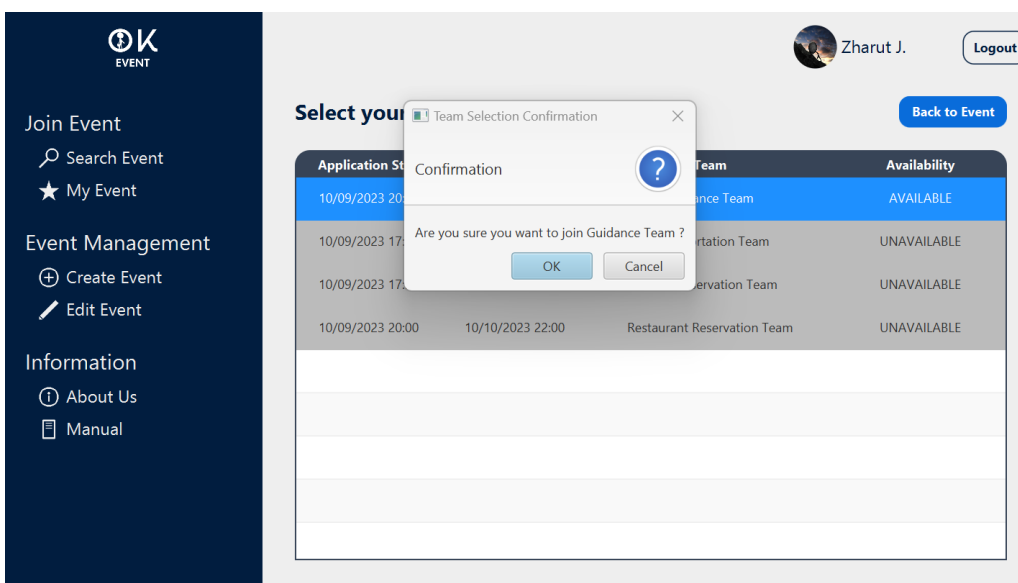 OK
EVENT
Zharut J.
Logout
Join Event
Search Event
My Event
Event Management
Create Event
Edit Event
Information
About Us
Manual
Select your
Back to Event
Team Selection Confirmation
Confirmation
Are you sure you want to join Guidance Team ?
OK Cancel
Application St Team Availability
10/09/2023 20: ance Team AVAILABLE
10/09/2023 17: rtation Team UNAVAILABLE
10/09/2023 17: ervation Team UNAVAILABLE
10/09/2023 20:00 10/10/2023 22:00 Restaurant Reservation Team UNAVAILABLE